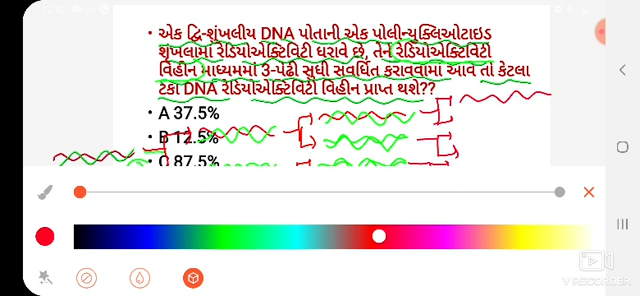 • એક દ્વિ-શુંખલીય DNA પોતાની એક પોલીન્યુક્લિઓટાઇડ
શુંખલામાં રેડિયોએક્ટિવિટી ધરાવે છે, તેને રેડિયોએક્ટિવિટી
વિહીન માધ્યમમાં 3-પેઢી સુધી સંવર્ધિત કરાવવામાં આવે તો કેટલા
ટકા DNA રેડિયોએક્ટિવિટી વિહીન પ્રાપ્ત થશે??
• A 37.5%
• B 12.5%
• C 87.5%
V RECORDER